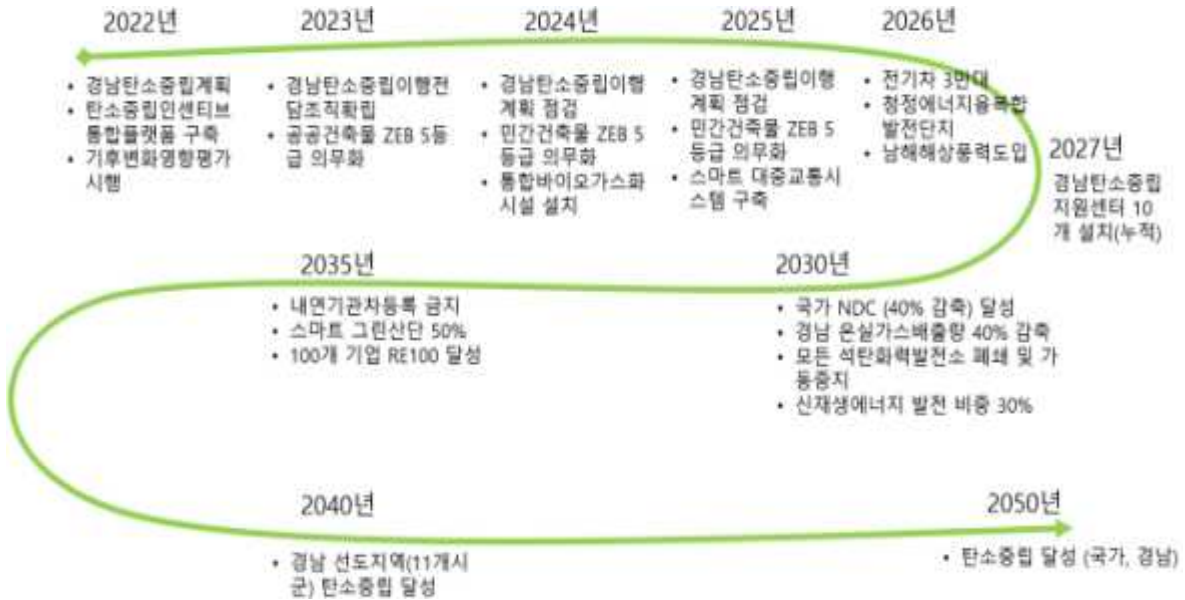 2022년
• 경남탄소중립계획
• 탄소중립인센티브
통합플랫폼 구축
• 기후변화영향평가
시행
2023년
• 경남탄소중립이행전
담조직확립
• 공공건축물 ZEB 5등
급 의무화
2024년
• 경남탄소중립이행
계획 점검
• 민간건축물 ZEB 5
등급 의무화
• 통합바이오가스화
시설 설치
2025년
• 경남탄소중립이행
계획 점검
• 민간건축물 ZEB 5
등급 의무화
• 스마트 대중교통시
스템 구축
2026년
• 전기차 3만대
• 청정에너지융복합
발전단지
• 남해해상풍력도입
2027년
경남탄소중립
지원센터 10
개 설치(누적)
2035년
• 내연기관차등록 금지
• 스마트 그린산단 50%
• 100개 기업 RE100 달성
2030년
• 국가 NDC (40% 감축) 달성
• 경남 온실가스배출량 40% 감축
• 모든 석탄화력발전소 폐쇄 및 가
동중지
• 신재생에너지 발전 비중 30%
2040년
• 경남 선도지역(11개시
군) 탄소중립 달성
2050년
• 탄소중립 달성 (국가, 경남)